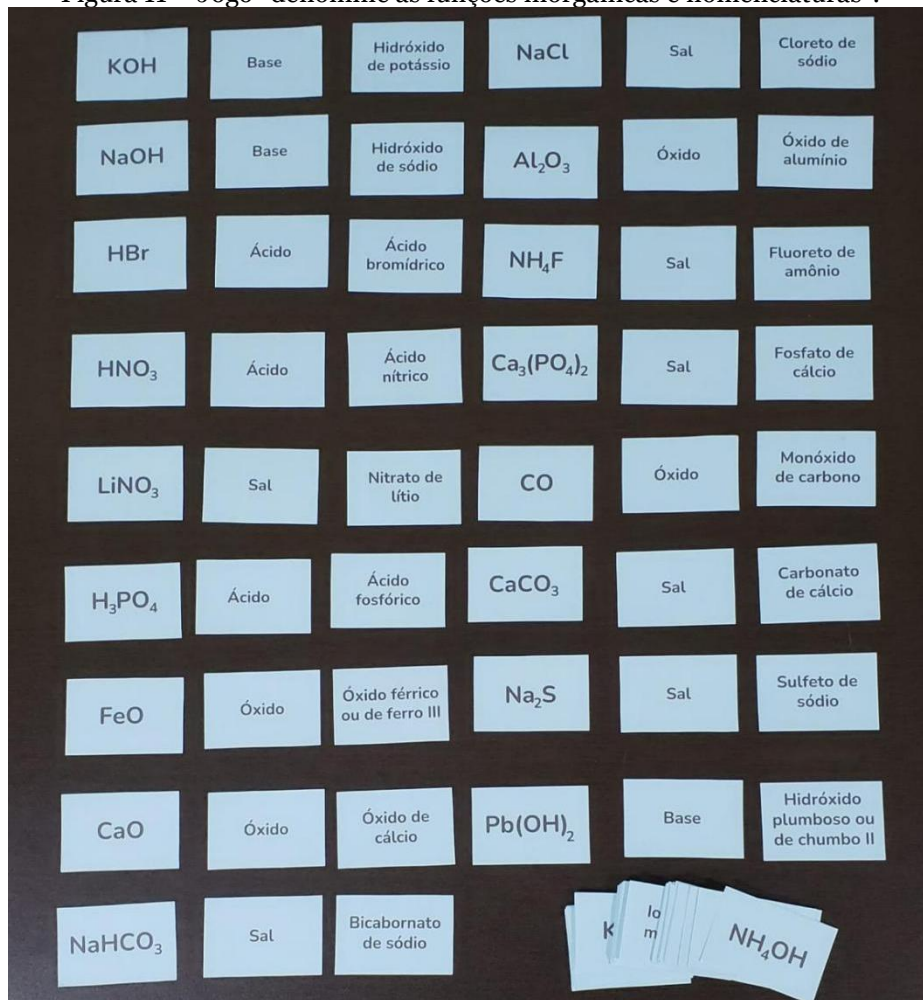 Figura 11 – Jogo “denomine as funções inorgânicas e nomenclaturas”.
KOH
Base
Hidróxido
de potássio
NaCl
Sal
Cloreto de
sódio
NaOH
Base
Hidróxido
de sódio
Al₂O₃
Óxido
Óxido de
alumínio
HBr
Ácido
Ácido
bromídrico
NH₄F
Sal
Fluoreto de
amônio
HNO₃
Ácido
Ácido
nítrico
Ca₃(PO₄)₂
Sal
Fosfato de
cálcio
LiNO₃
Sal
Nitrato de
lítio
CO
Óxido
Monóxido
de carbono
H₃PO₄
Ácido
Ácido
fosfórico
CaCO₃
Sal
Carbonato
de cálcio
FeO
Óxido
Óxido férrico
ou de ferro III
Na₂S
Sal
Sulfeto de
sódio
CaO
Óxido
Óxido de
cálcio
Pb(OH)₂
Base
Hidróxido
plumboso ou
de chumbo II
NaHCO₃
Sal
Bicabornato
de sódio
K
NH₄OH